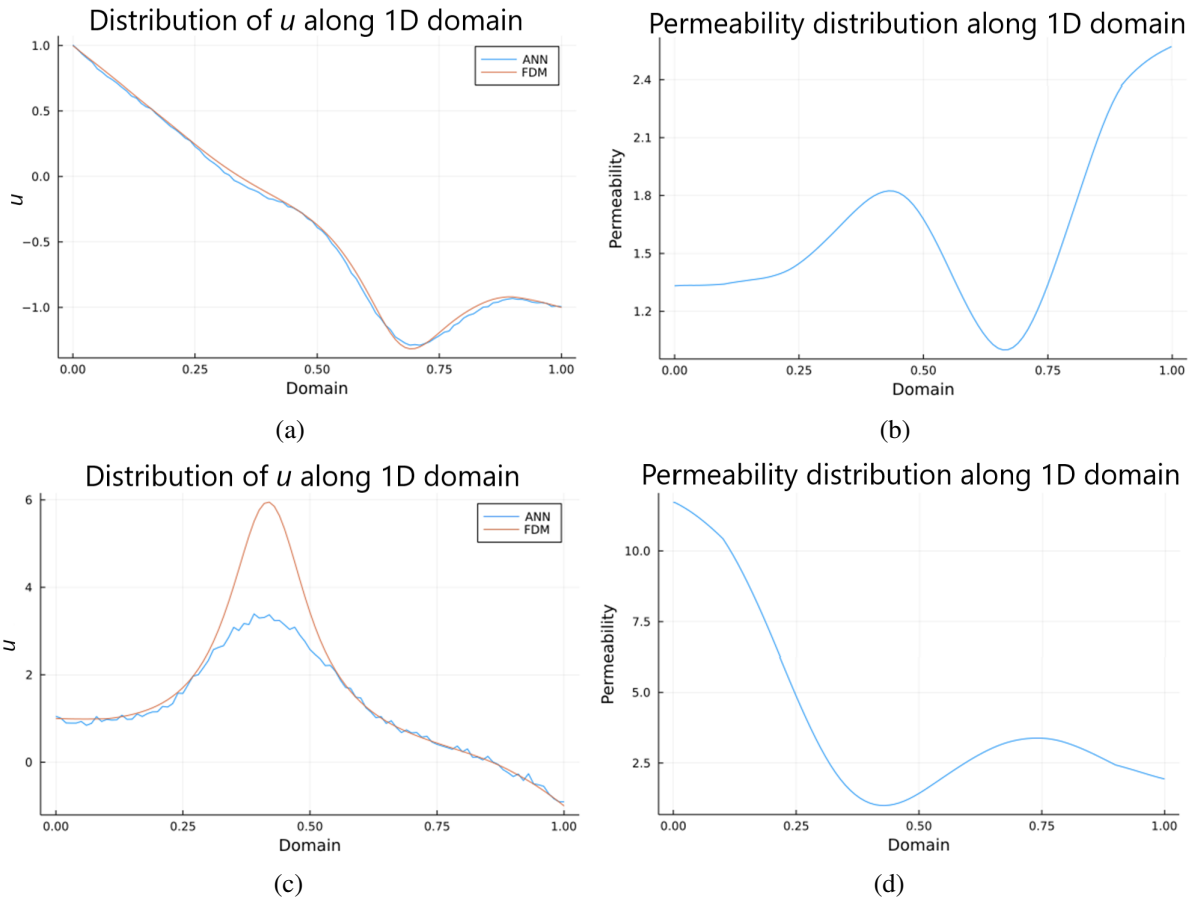 Distribution of u along 1D domain
1.0
0.5
0.0
−0.5
−1.0
u
ANN
FDM
0.00 0.25 0.50 0.75 1.00
Domain
(a)
Permeability distribution along 1D domain
2.4
2.1
1.8
1.5
1.2
Permeability
0.00 0.25 0.50 0.75 1.00
Domain
(b)
Distribution of u along 1D domain
6
4
2
0
u
ANN
FDM
0.00 0.25 0.50 0.75 1.00
Domain
(c)
Permeability distribution along 1D domain
10.0
7.5
5.0
2.5
Permeability
0.00 0.25 0.50 0.75 1.00
Domain
(d)